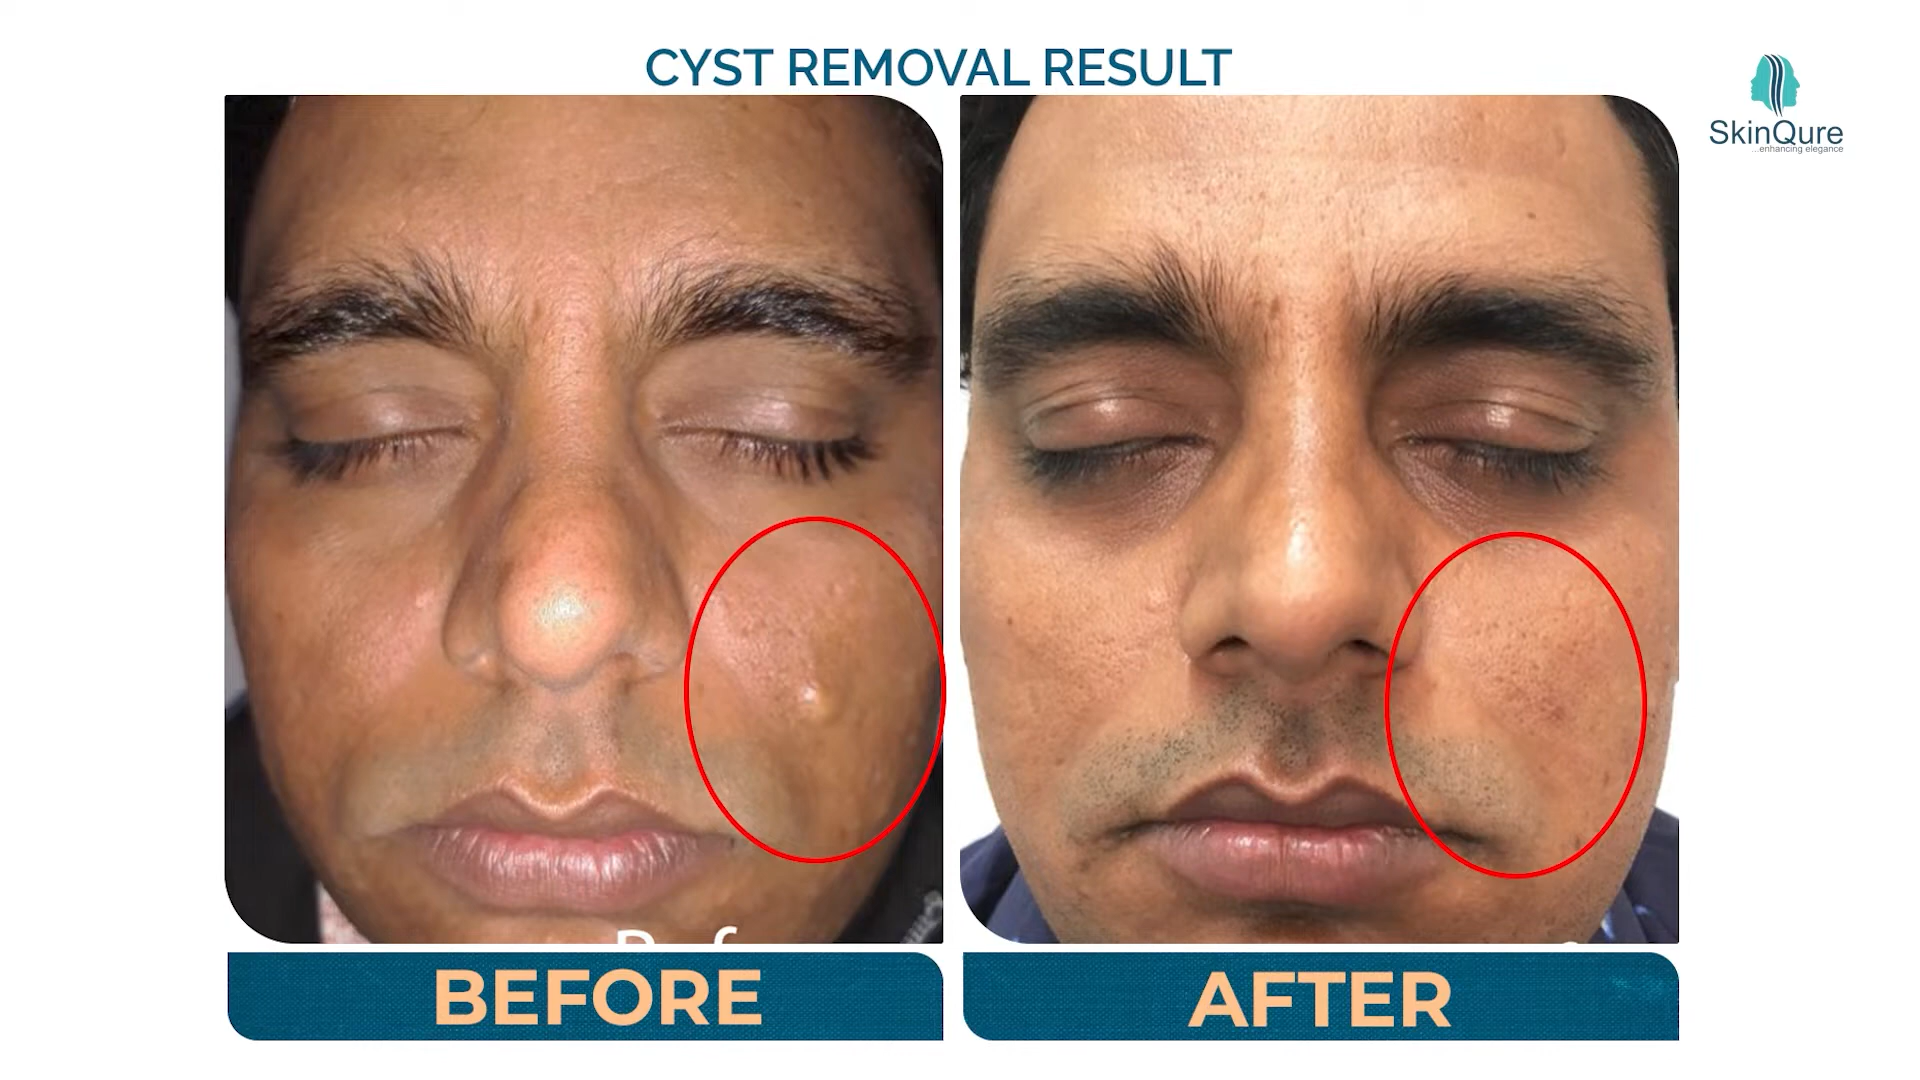 CYST REMOVAL RESULT
SkinQure
...enhancing elegance
BEFORE
AFTER